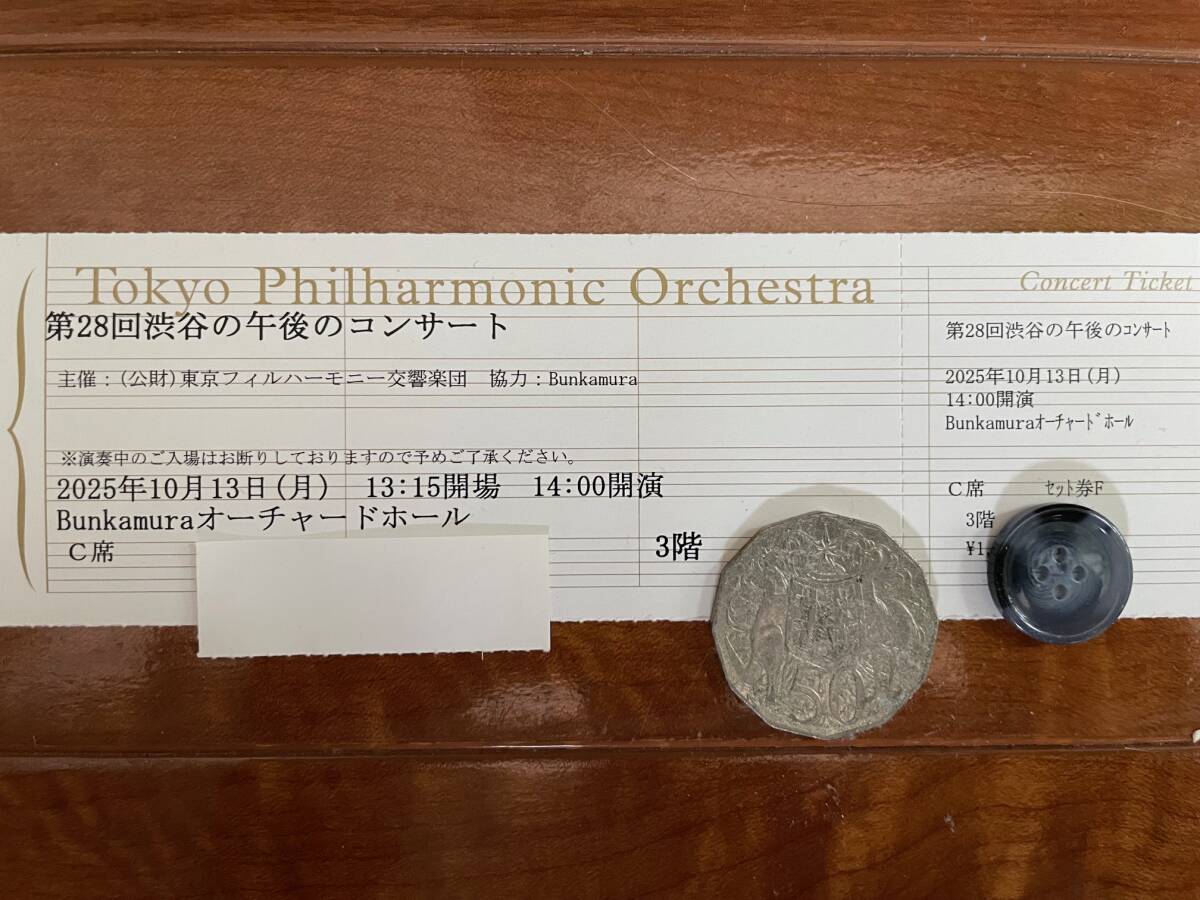 Tokyo Philharmonic Orchestra
第28回渋谷の午後のコンサート
主催：(公財)東京フィルハーモニー交響楽団　協力：Bunkamura
※演奏中のご入場はお断りしておりますので予めご了承ください。
2025年10月13日(月)　13:15開場　14:00開演
Bunkamuraオーチャードホール
C席　3階
Concert Ticket
第28回渋谷の午後のｺﾝｻｰﾄ
2025年10月13日(月)
14:00開演
Bunkamuraｵｰﾁｬｰﾄﾞﾎｰﾙ
C席　ｾｯﾄ券F
3階
¥1
50